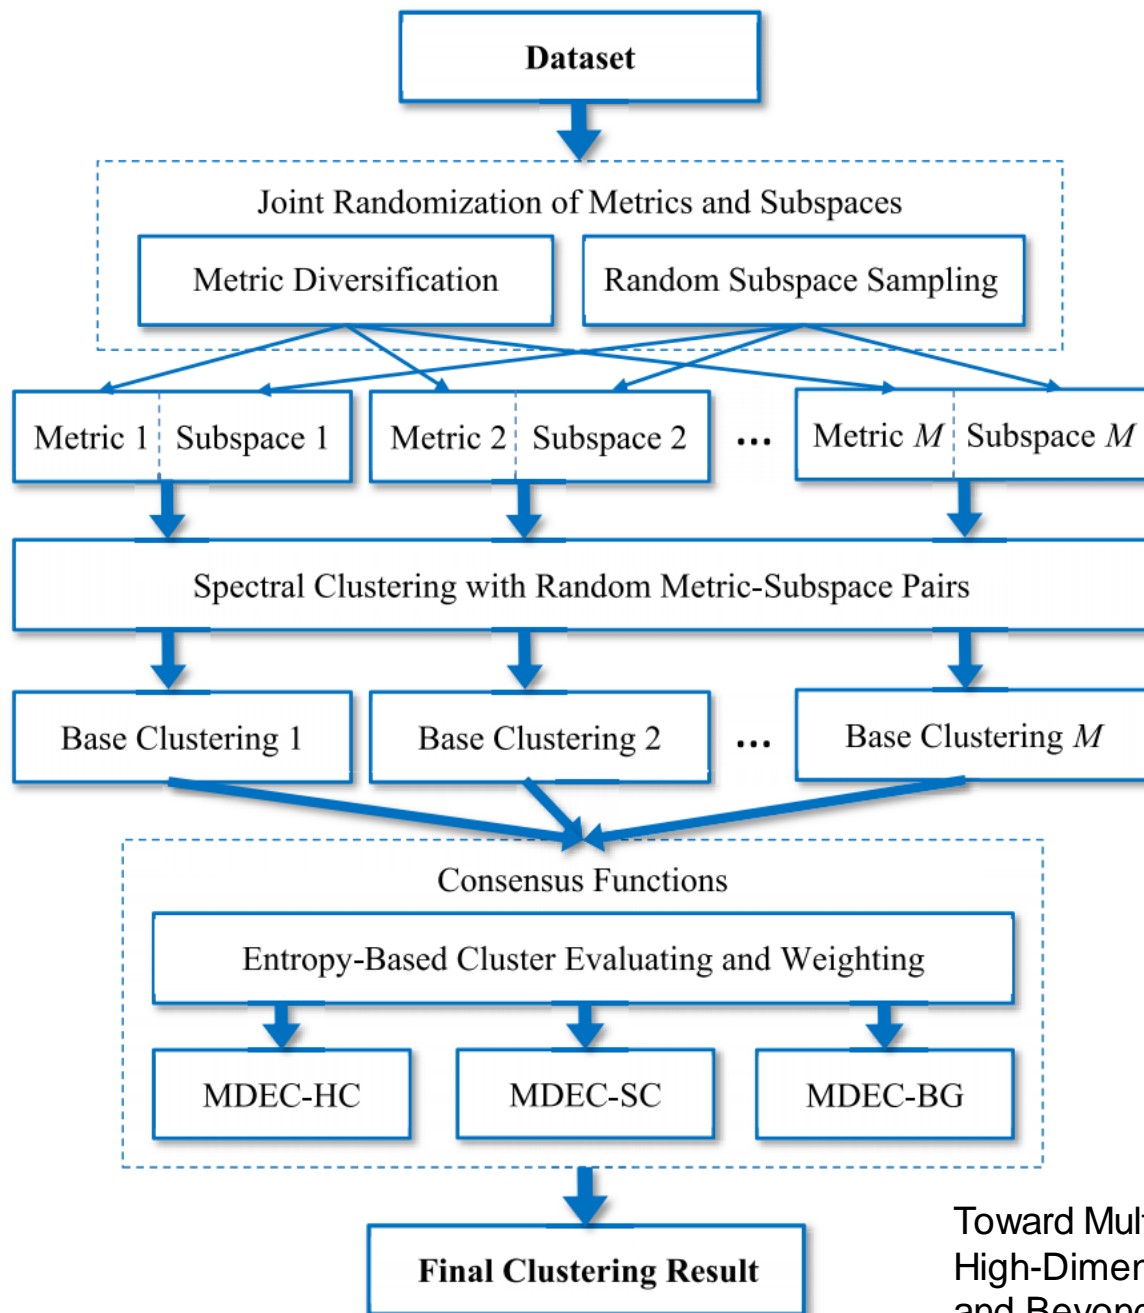 Dataset
Joint Randomization of Metrics and Subspaces
Metric Diversification Random Subspace Sampling
Metric 1 Subspace 1 Metric 2 Subspace 2 ... Metric M Subspace M
Spectral Clustering with Random Metric-Subspace Pairs
Base Clustering 1 Base Clustering 2 ... Base Clustering M
Consensus Functions
Entropy-Based Cluster Evaluating and Weighting
MDEC-HC MDEC-SC MDEC-BG
Final Clustering Result
Toward
High-Dimen
and Beyond